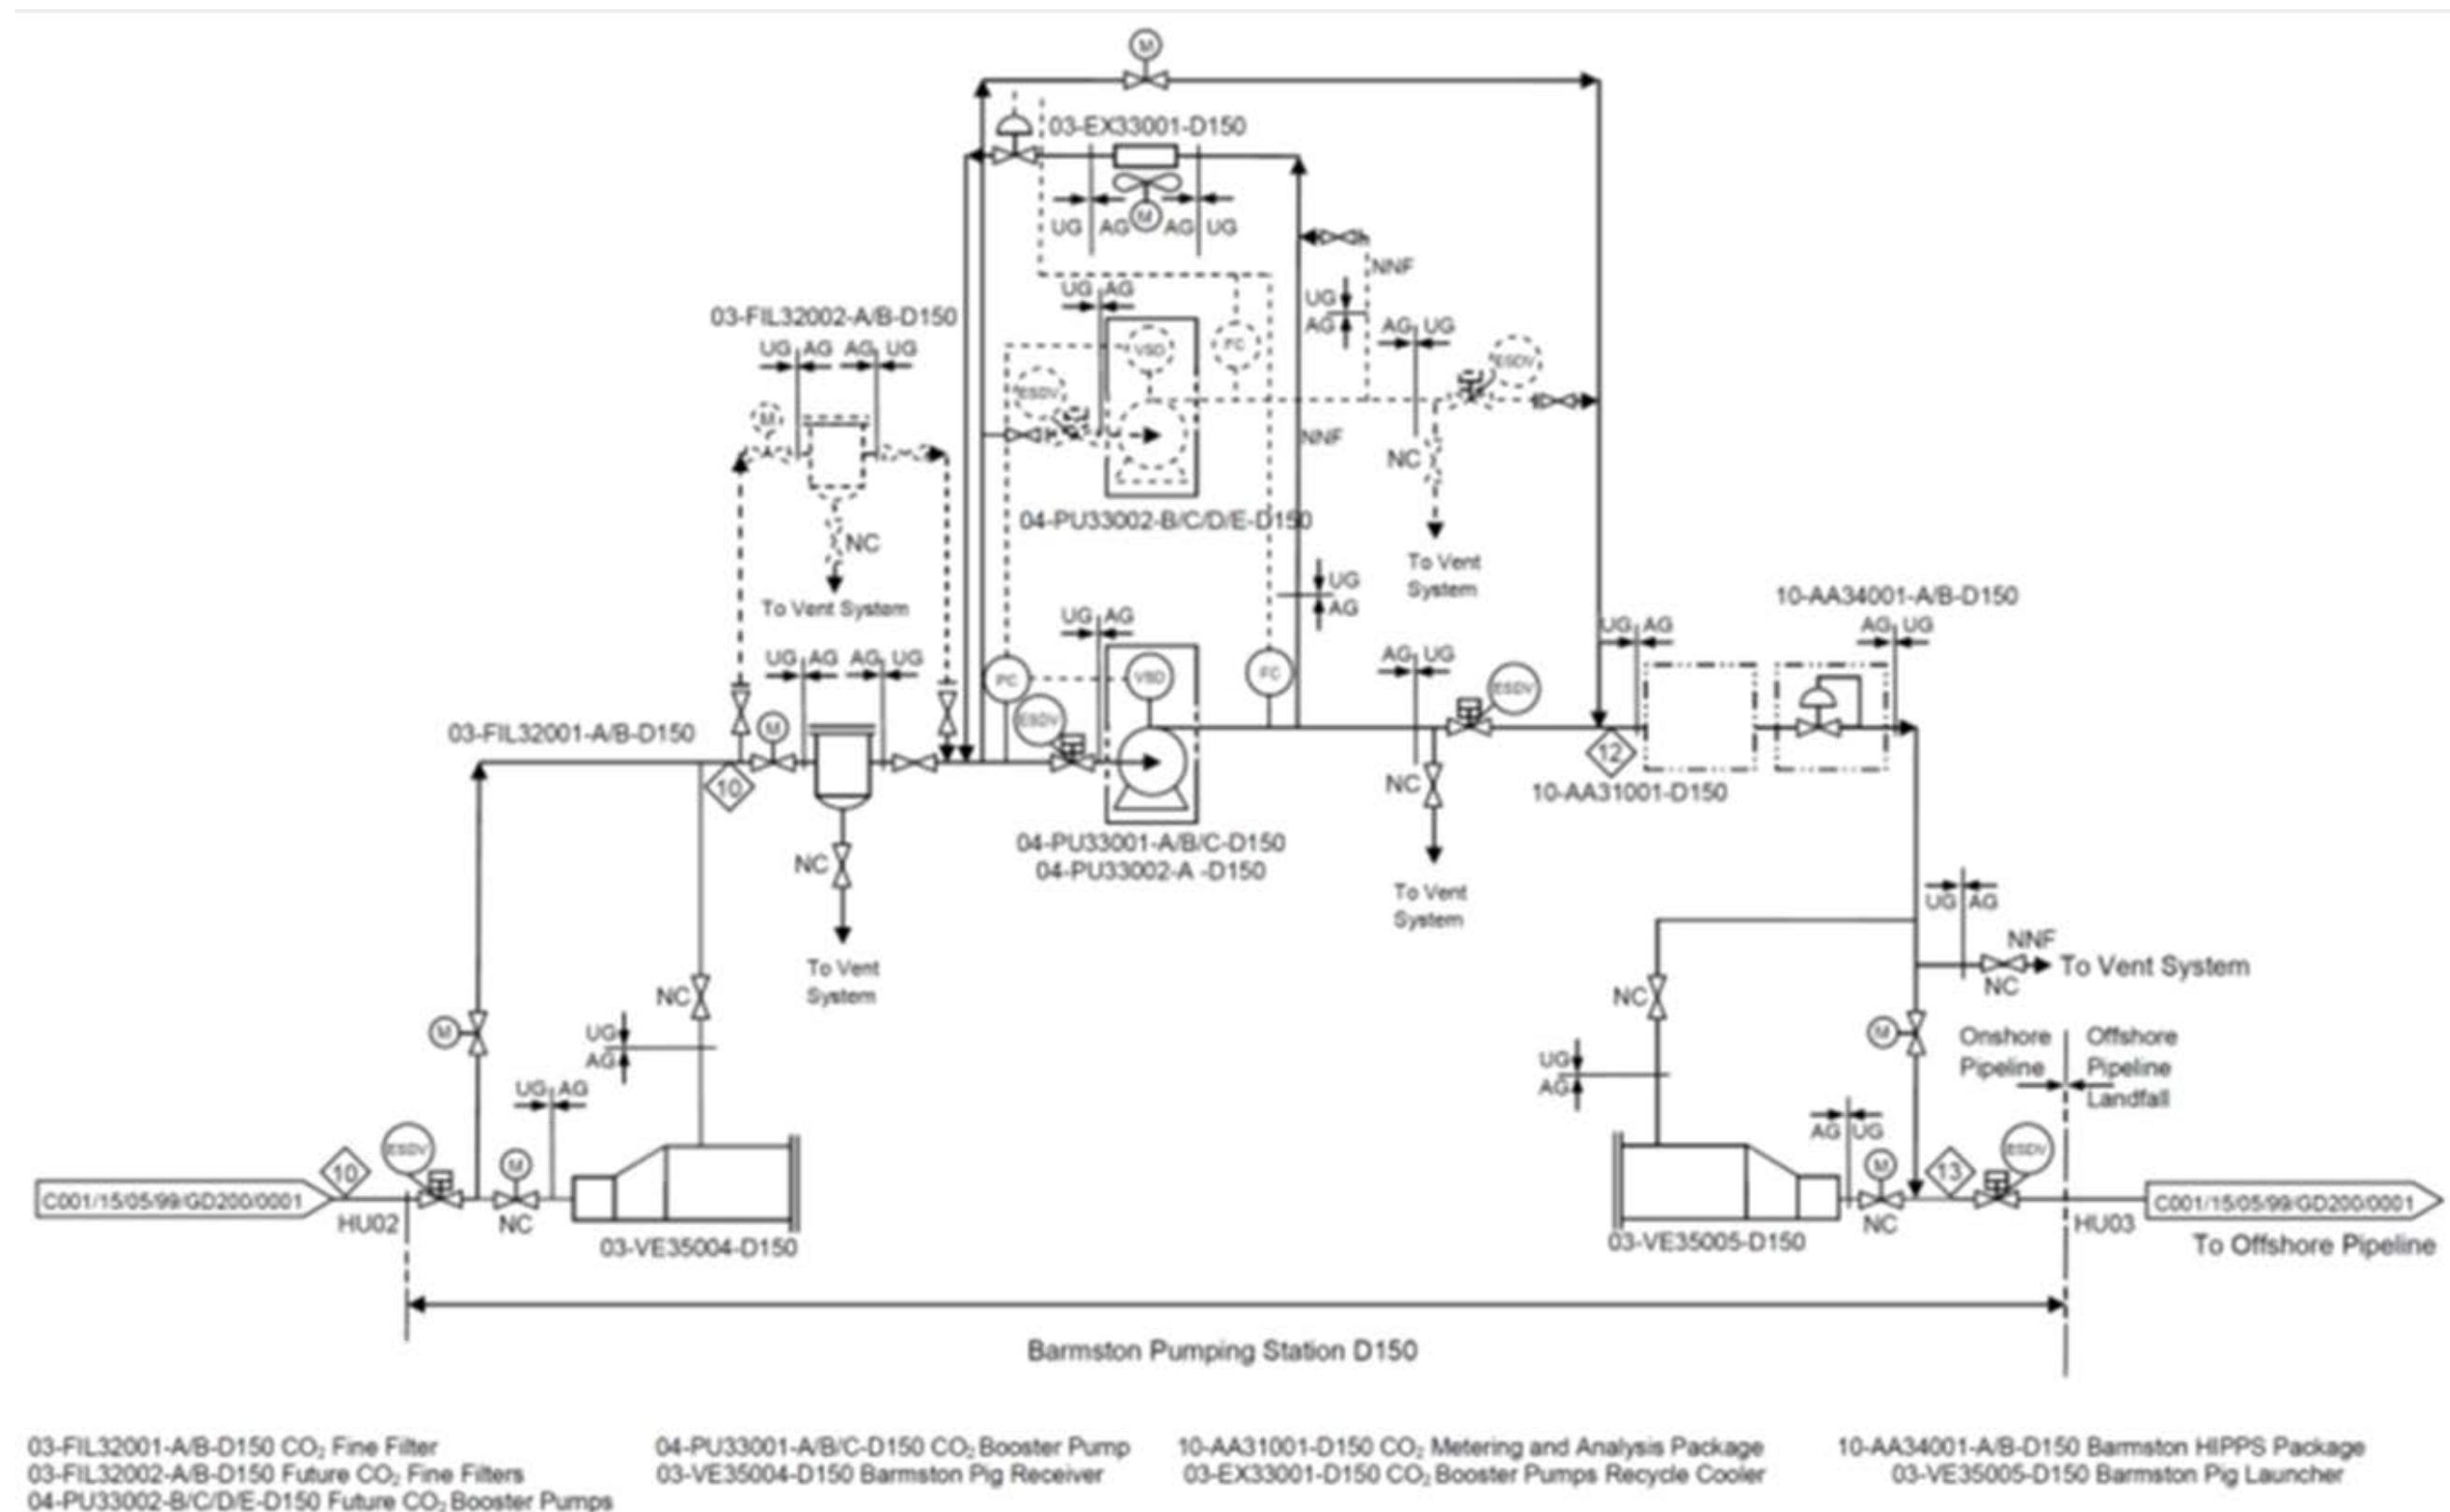 M
03-EX33001-D150
UG AG M AG UG
NNF
UG AG
UG
AG
AG UG
03-FIL32002-A/B-D150
UG AG AG UG
M
VSD
FC
ESDV
ESDV
NC
To Vent System
NNF
NC
04-PU33002-B/C/D/E-D150
To Vent
System
UG
AG
10-AA34001-A/B-D150
UG AG
UG AG AG UG
AG UG
UG AG
AG UG
03-FIL32001-A/B-D150
M
PC
VSD
FC
ESDV
ESDV
10
12
10-AA31001-D150
NC
NC
04-PU33001-A/B/C-D150
04-PU33002-A -D150
To Vent
System
To Vent
System
UG AG
NNF
To Vent System
NC
NC
NC
M
M
UG
AG
UG
AG
Onshore
Pipeline
Offshore
Pipeline
Landfall
UG AG
AG UG
10
ESDV
M
M
13
ESDV
C001/15/05/99/GD200/0001
C001/15/05/99/GD200/0001
HU02
NC
03-VE35004-D150
03-VE35005-D150
NC
HU03
To Offshore Pipeline
Barmston Pumping Station D150
03-FIL32001-A/B-D150 CO₂ Fine Filter
03-FIL32002-A/B-D150 Future CO₂ Fine Filters
04-PU33002-B/C/D/E-D150 Future CO₂ Booster Pumps
04-PU33001-A/B/C-D150 CO₂ Booster Pump
03-VE35004-D150 Barmston Pig Receiver
10-AA31001-D150 CO₂ Metering and Analysis Package
03-EX33001-D150 CO₂ Booster Pumps Recycle Cooler
10-AA34001-A/B-D150 Barmston HIPPS Package
03-VE35005-D150 Barmston Pig Launcher